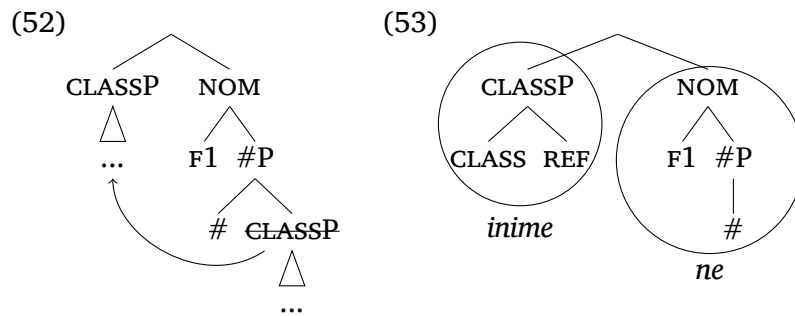 (52) (53)
CLASSP NOM CLASSP NOM
... F1 #P CLASS REF F1 #P
# CLASSP inime #
ne
...